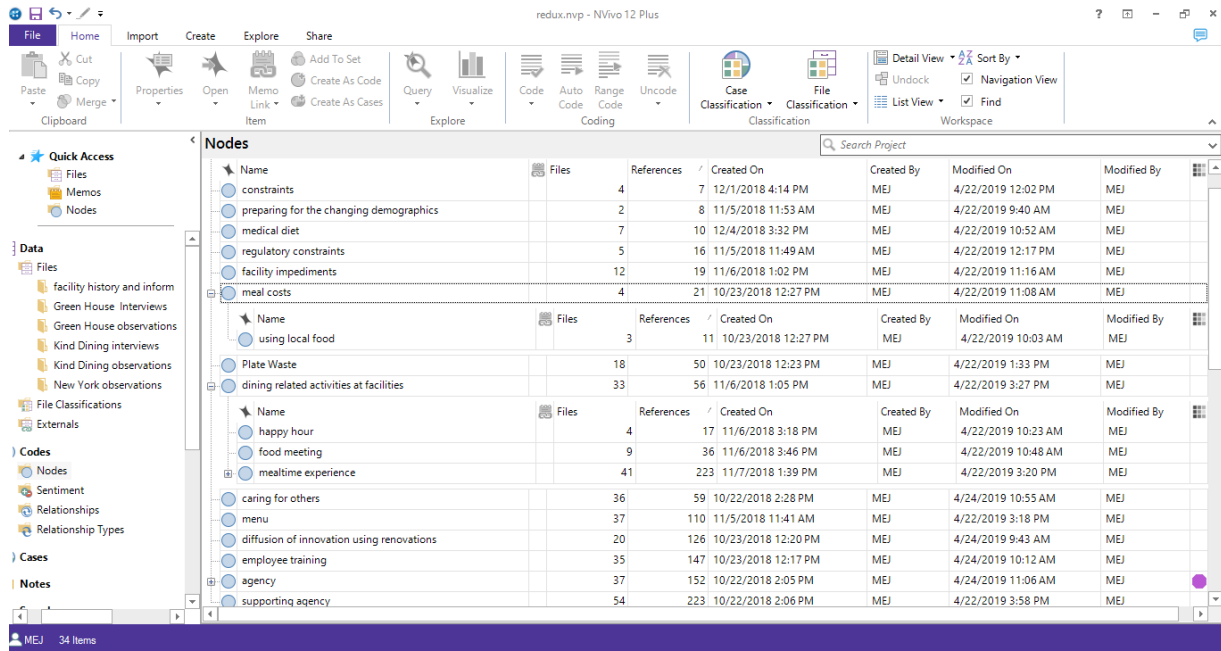 redux.nvp - NVivo 12 Plus
File Home Import Create Explore Share
Paste Cut Copy Merge Clipboard
Properties Open Memo Link Add To Set Create As Code Create As Cases Item
Query Visualize Explore
Code Auto Code Range Code Uncode Coding
Case Classification File Classification Classification
Detail View Sort By Undock Navigation View List View Find Workspace
Quick Access
Files
Memos
Nodes
Data
Files
facility history and inform
Green House Interviews
Green House observations
Kind Dining interviews
Kind Dining observations
New York observations
File Classifications
Externals
Codes
Nodes
Sentiment
Relationships
Relationship Types
Cases
Notes
Nodes Search Project
Name Files References Created On Created By Modified On Modified By
constraints 4 7 12/1/2018 4:14 PM MEJ 4/22/2019 12:02 PM MEJ
preparing for the changing demographics 2 8 11/5/2018 11:53 AM MEJ 4/22/2019 9:40 AM MEJ
medical diet 7 10 12/4/2018 3:32 PM MEJ 4/22/2019 10:52 AM MEJ
regulatory constraints 5 16 11/5/2018 11:49 AM MEJ 4/22/2019 12:17 PM MEJ
facility impediments 12 19 11/6/2018 1:02 PM MEJ 4/22/2019 11:16 AM MEJ
meal costs 4 21 10/23/2018 12:27 PM MEJ 4/22/2019 11:08 AM MEJ
Name Files References Created On Created By Modified On Modified By
using local food 3 11 10/23/2018 12:27 PM MEJ 4/22/2019 10:03 AM MEJ
Plate Waste 18 50 10/23/2018 12:23 PM MEJ 4/22/2019 1:33 PM MEJ
dining related activities at facilities 33 56 11/6/2018 1:05 PM MEJ 4/22/2019 3:27 PM MEJ
Name Files References Created On Created By Modified On Modified By
happy hour 4 17 11/6/2018 3:18 PM MEJ 4/22/2019 10:23 AM MEJ
food meeting 9 36 11/6/2018 3:46 PM MEJ 4/22/2019 10:48 AM MEJ
mealtime experience 41 223 11/7/2018 1:39 PM MEJ 4/22/2019 3:20 PM MEJ
caring for others 36 59 10/22/2018 2:28 PM MEJ 4/24/2019 10:55 AM MEJ
menu 37 110 11/5/2018 11:41 AM MEJ 4/22/2019 3:18 PM MEJ
diffusion of innovation using renovations 20 126 10/23/2018 12:20 PM MEJ 4/24/2019 9:43 AM MEJ
employee training 35 147 10/23/2018 12:17 PM MEJ 4/24/2019 10:12 AM MEJ
agency 37 152 10/22/2018 2:05 PM MEJ 4/24/2019 11:06 AM MEJ
supporting agency 54 223 10/22/2018 2:06 PM MEJ 4/22/2019 3:58 PM MEJ
MEJ 34 Items